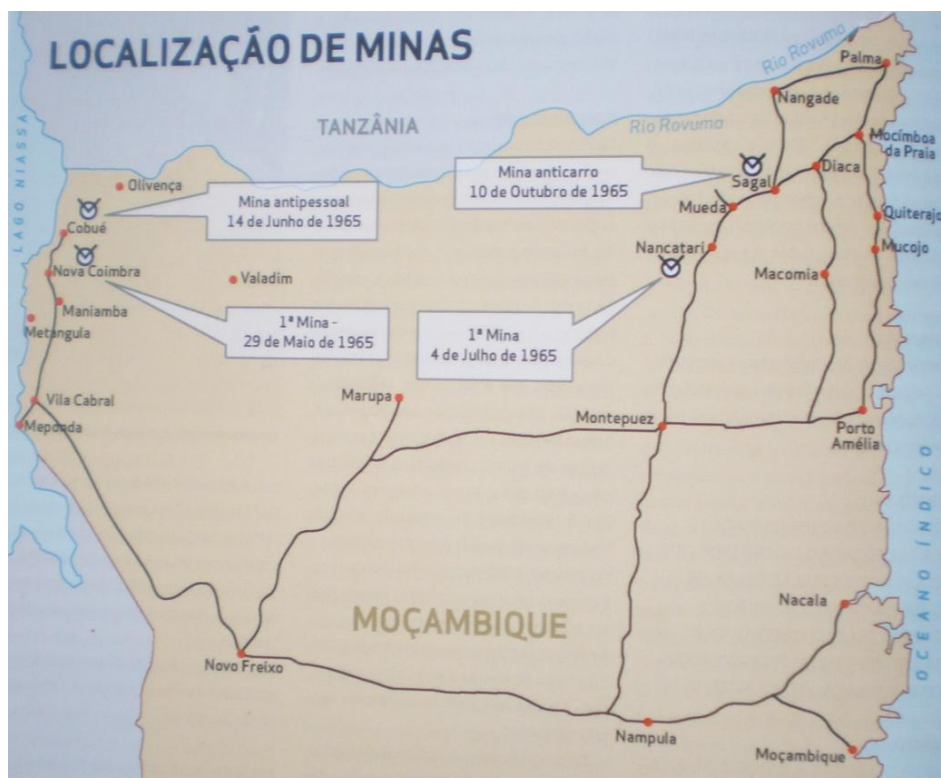 LOCALIZAÇÃO DE MINAS
Rio Rovuma
Palma
Nangade
TANZÂNIA
Rio Rovuma
Mocímboa
da Praia
LAGO NIASSA
Olivença
Mina antipessoal
14 de Junho de 1965
Mina anticarro
10 de Outubro de 1965
Sagal
Diaca
Mueda
Quiterajo
Cobué
Nancatari
Mucojo
Nova Coimbra
Valadim
Macomia
Maniamba
Metangula
1ª Mina -
29 de Maio de 1965
1ª Mina
4 de Julho de 1965
Vila Cabral
Marupa
Meponda
Montepuez
Porto
Amélia
OCEANO ÍNDICO
MOÇAMBIQUE
Nacala
Novo Freixo
Nampula
Moçambique